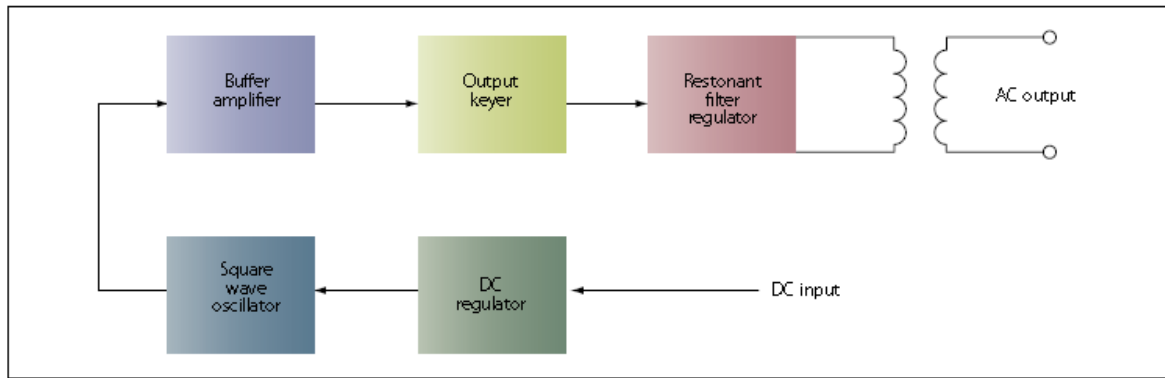 Buffer
amplifier
Output
keyer
Restonant
filter
regulator
AC output
Square
wave
oscillator
DC
regulator
DC input